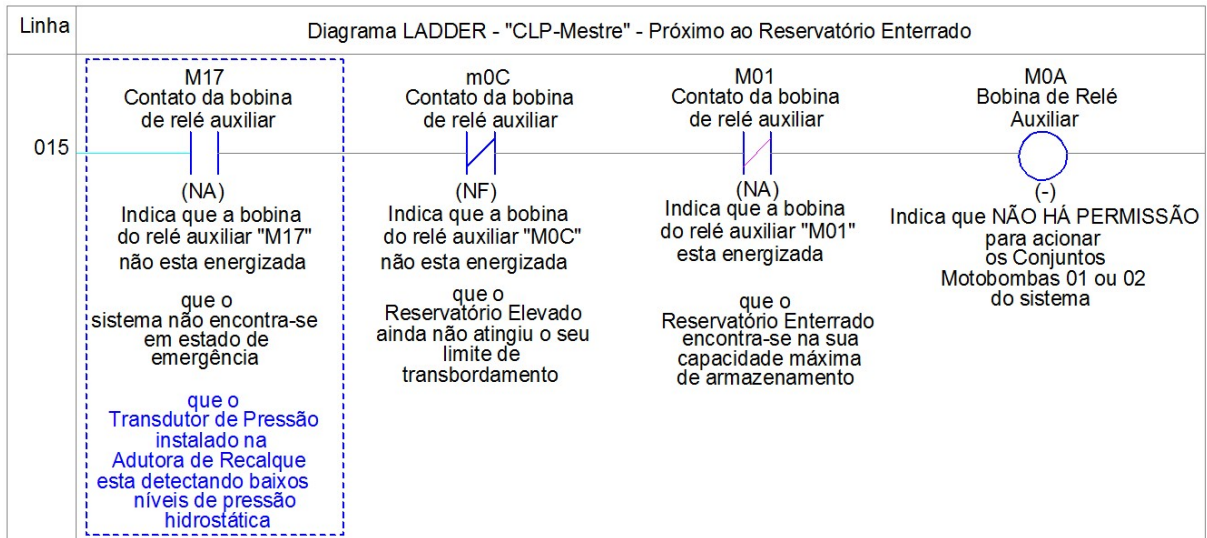 Linha
Diagrama LADDER - "CLP-Mestre" - Próximo ao Reservatório Enterrado
015
M17
Contato da bobina
de relé auxiliar
(NA)
Indica que a bobina
do relé auxiliar "M17"
não esta energizada
que o
sistema não encontra-se
em estado de
emergência
que o
Transdutor de Pressão
instalado na
Adutora de Recalque
esta detectando baixos
níveis de pressão
hidrostática
m0C
Contato da bobina
de relé auxiliar
(NF)
Indica que a bobina
do relé auxiliar "M0C"
não esta energizada
que o
Reservatório Elevado
ainda não atingiu o seu
limite de
transbordamento
M01
Contato da bobina
de relé auxiliar
(NA)
Indica que a bobina
do relé auxiliar "M01"
esta energizada
que o
Reservatório Enterrado
encontra-se na sua
capacidade máxima
de armazenamento
M0A
Bobina de Relé
Auxiliar
(-)
Indica que NÃO HÁ PERMISSÃO
para acionar
os Conjuntos
Motobombas 01 ou 02
do sistema